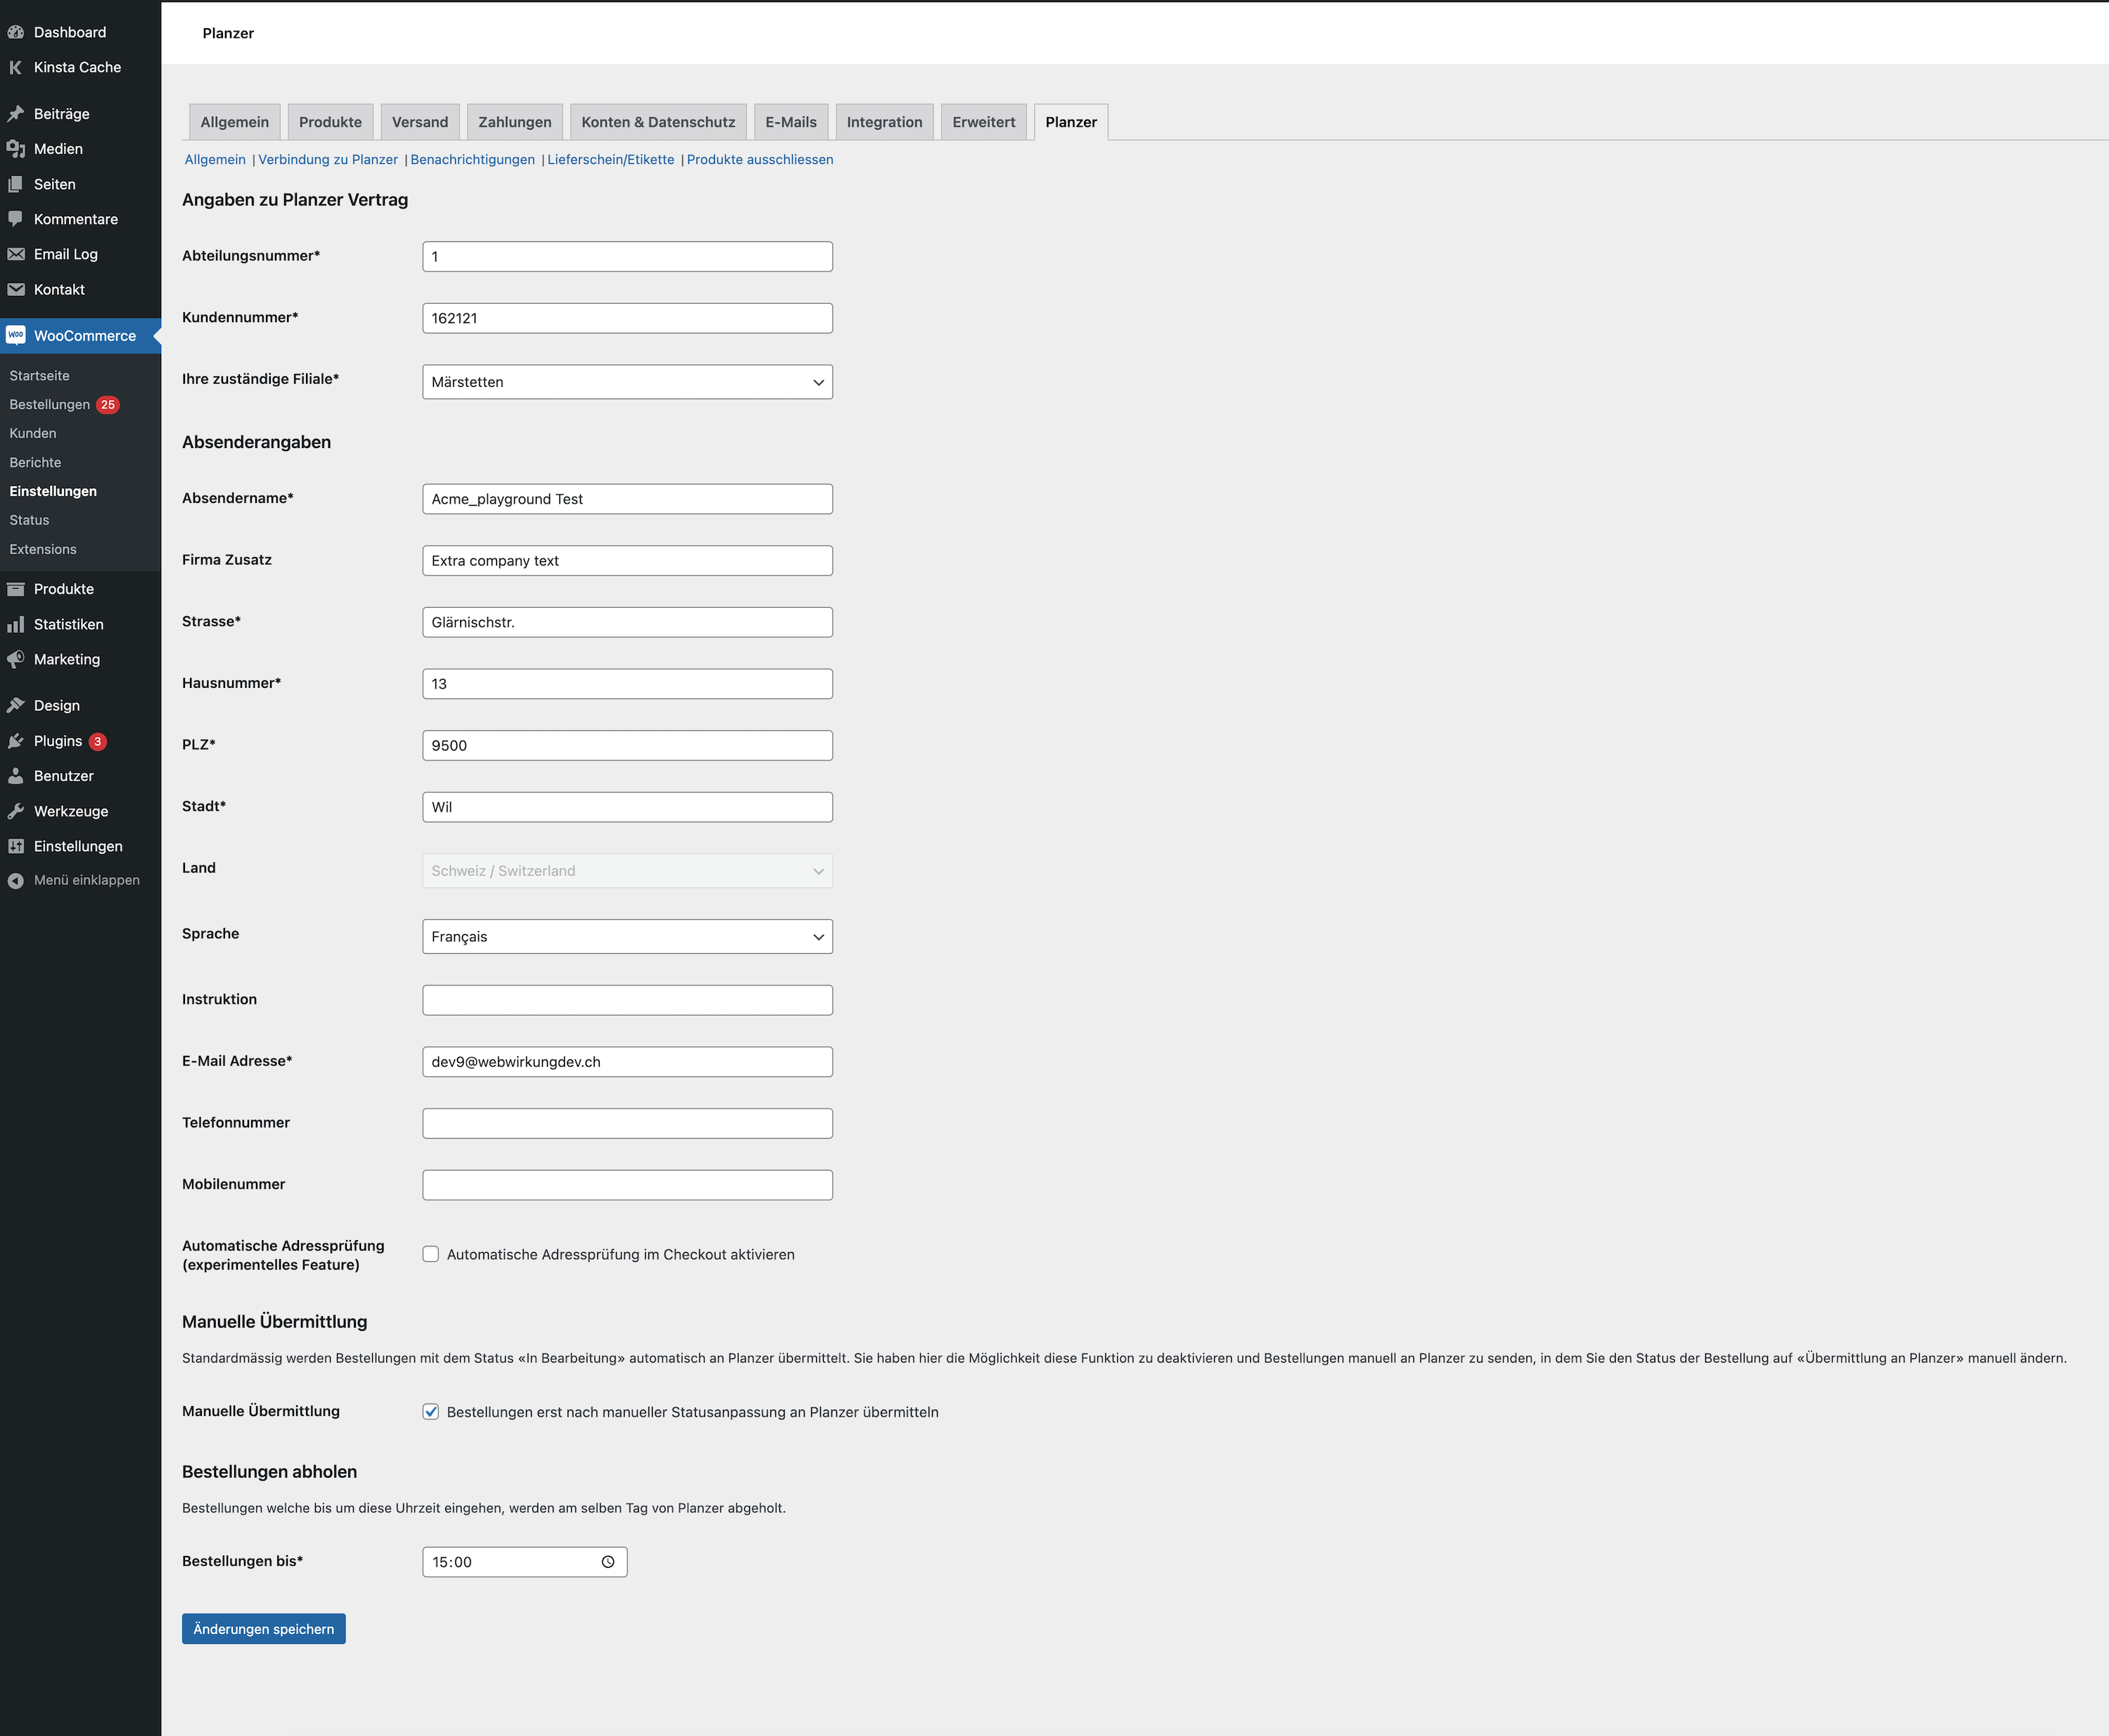 Dashboard
Kinsta Cache
Beiträge
Medien
Seiten
Kommentare
Email Log
Kontakt
Woo WooCommerce
Startseite
Bestellungen 25
Kunden
Berichte
Einstellungen
Status
Extensions
Produkte
Statistiken
Marketing
Design
Plugins 3
Benutzer
Werkzeuge
Einstellungen
Menü einklappen
Planzer
Allgemein Produkte Versand Zahlungen Konten & Datenschutz E-Mails Integration Erweitert Planzer
Allgemein | Verbindung zu Planzer | Benachrichtigungen | Lieferschein/Etikette | Produkte ausschliessen
Angaben zu Planzer Vertrag
Abteilungsnummer* 1
Kundennummer* 162121
Ihre zuständige Filiale* Märstetten
Absenderangaben
Absendername* Acme_playground Test
Firma Zusatz Extra company text
Strasse* Glärnischstr.
Hausnummer* 13
PLZ* 9500
Stadt* Wil
Land Schweiz / Switzerland
Sprache Français
Instruktion
E-Mail Adresse* dev9@webwirkungdev.ch
Telefonnummer
Mobilenummer
Automatische Adressprüfung
(experimentelles Feature)
Automatische Adressprüfung im Checkout aktivieren
Manuelle Übermittlung
Standardmässig werden Bestellungen mit dem Status «In Bearbeitung» automatisch an Planzer übermittelt. Sie haben hier die Möglichkeit diese Funktion zu deaktivieren und Bestellungen manuell an Planzer zu senden, in dem Sie den Status der Bestellung auf «Übermittlung an Planzer» manuell ändern.
Manuelle Übermittlung Bestellungen erst nach manueller Statusanpassung an Planzer übermitteln
Bestellungen abholen
Bestellungen welche bis um diese Uhrzeit eingehen, werden am selben Tag von Planzer abgeholt.
Bestellungen bis* 15:00
Änderungen speichern